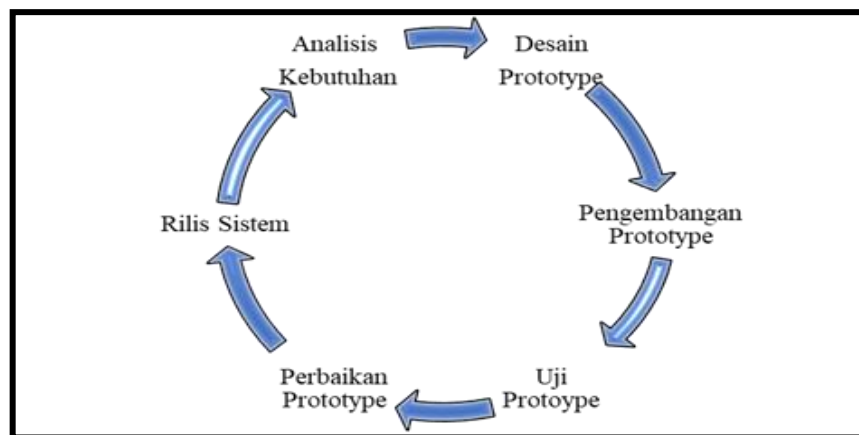 Analisis
Kebutuhan
Desain
Prototype
Pengembangan
Prototype
Uji
Protoype
Perbaikan
Prototype
Rilis Sistem